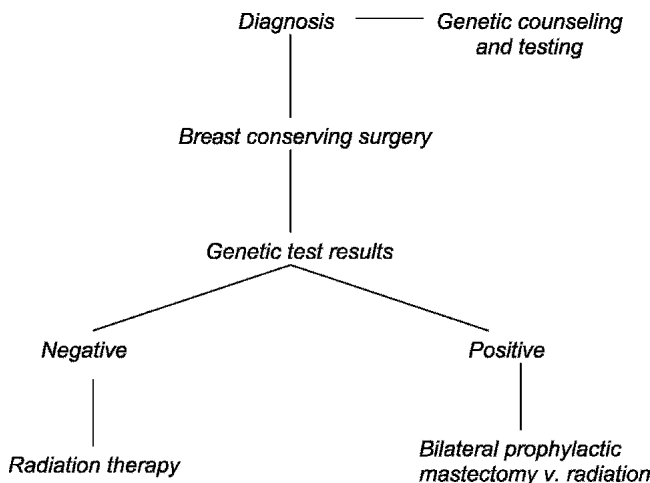 Diagnosis
Genetic counseling
and testing
Breast conserving surgery
Genetic test results
Negative
Positive
Radiation therapy
Bilateral prophylactic
mastectomy v. radiation